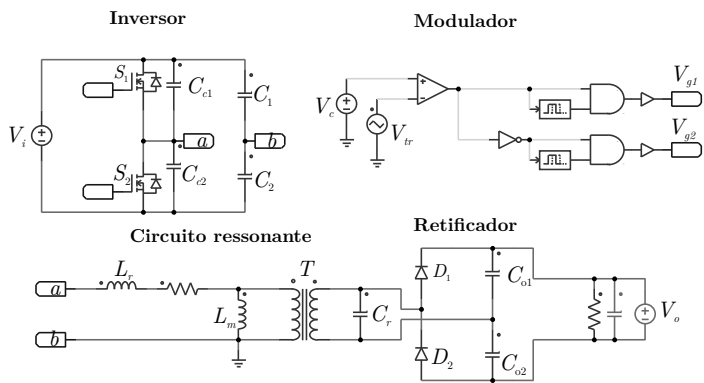 Inversor
Modulador
S1
Cc1
C1
Vi
a
b
S2
Cc2
C2
Vc
Vtr
Vg1
Vg2
Circuito ressonante
Retificador
a
Lr
Lm
T
Cr
b
D1
D2
Co1
Co2
Vo